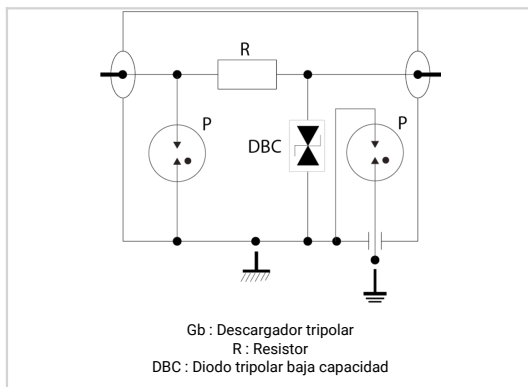 R
P
DBC
P
Gb : Descargador tripolar
R : Resistor
DBC : Diodo tripolar baja capacidad